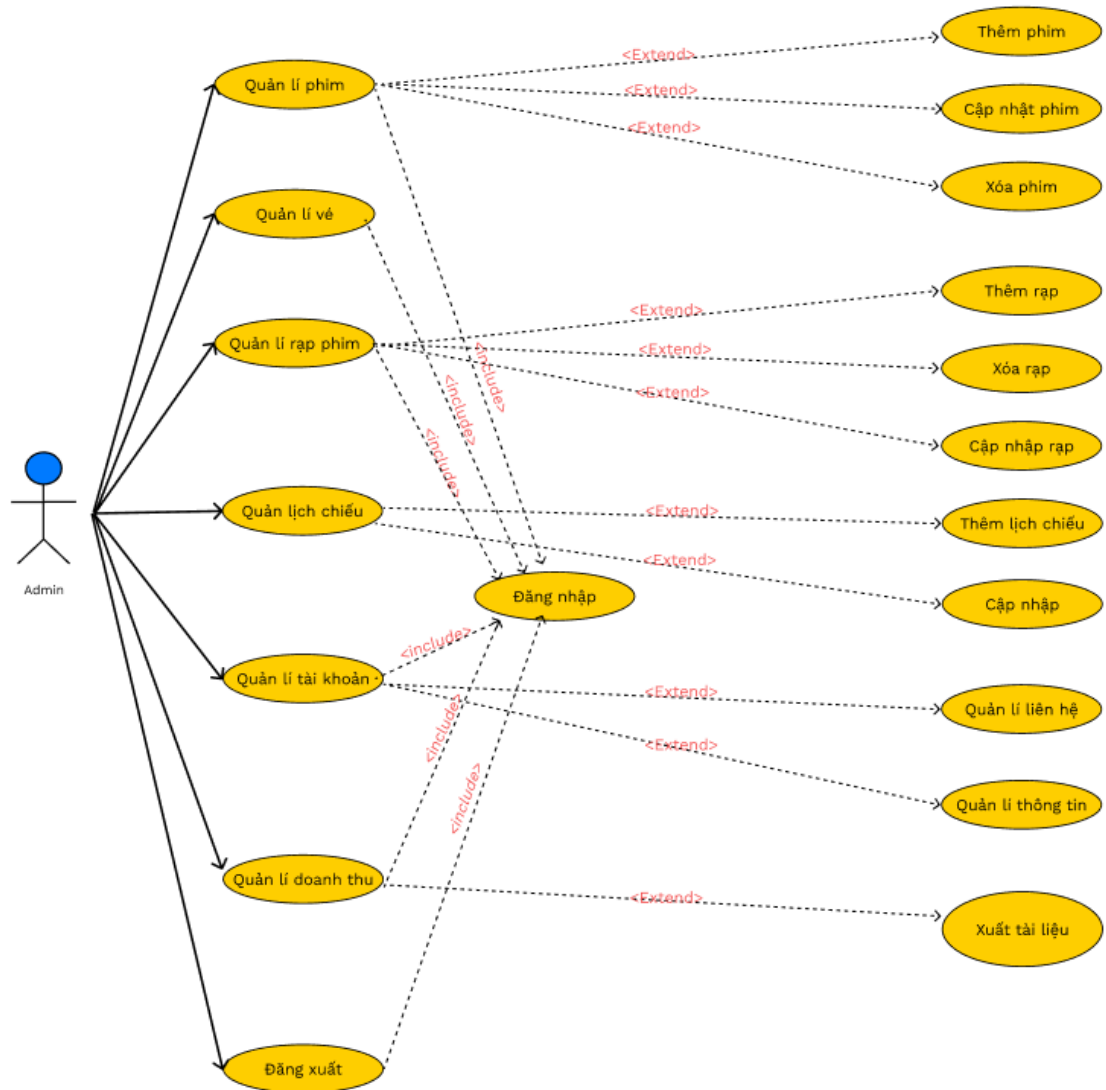 Thêm phim
<Extend>
Quản lí phim
<Extend>
Cập nhật phim
<Extend>
Xóa phim
Quản lí vé
Thêm rạp
<Extend>
Quản lí rạp phim
<Extend>
Xóa rạp
<include>
<include>
<Extend>
<include>
Cập nhập rạp
Quản lịch chiếu
<Extend>
Thêm lịch chiếu
<Extend>
Admin
Đăng nhập
Cập nhập
<include>
Quản lí tài khoản
<Extend>
Quản lí liên hệ
<include>
<Extend>
<include>
Quản lí thông tin
Quản lí doanh thu
<Extend>
Xuất tài liệu
Đăng xuất